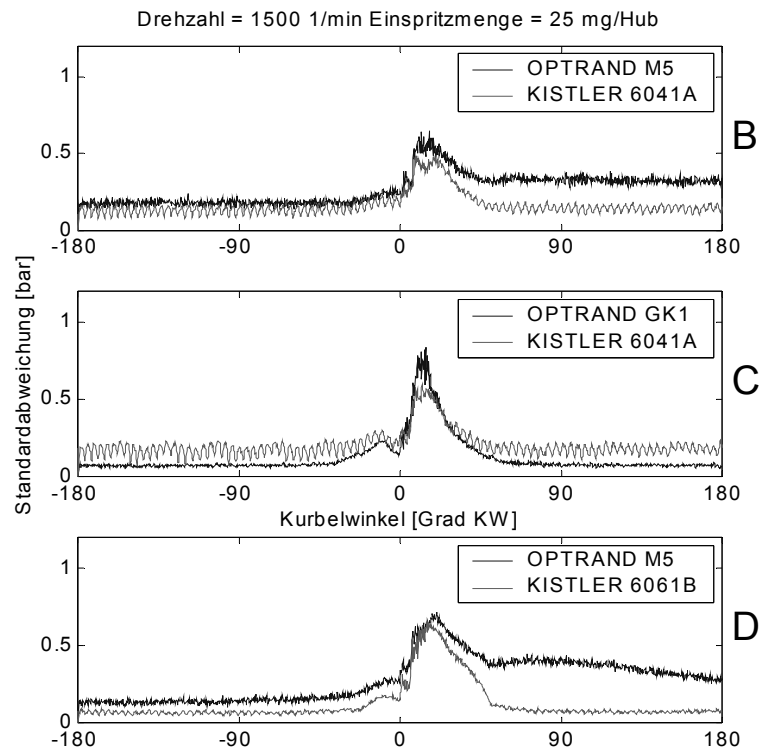 Drehzahl = 1500 1/min Einspritzmenge = 25 mg/Hub
1
0.5
0
OPTRAND M5
KISTLER 6041A
B
-180 -90 0 90 180
Standardabweichung [bar]
1
0.5
0
OPTRAND GK1
KISTLER 6041A
C
-180 -90 0 90 180
Kurbelwinkel [Grad KW]
1
0.5
0
OPTRAND M5
KISTLER 6061B
D
-180 -90 0 90 180